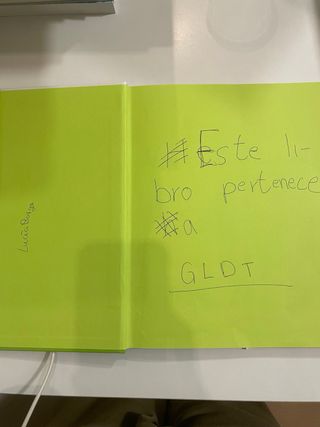 Este li-
bro pertenece
a
GLDT